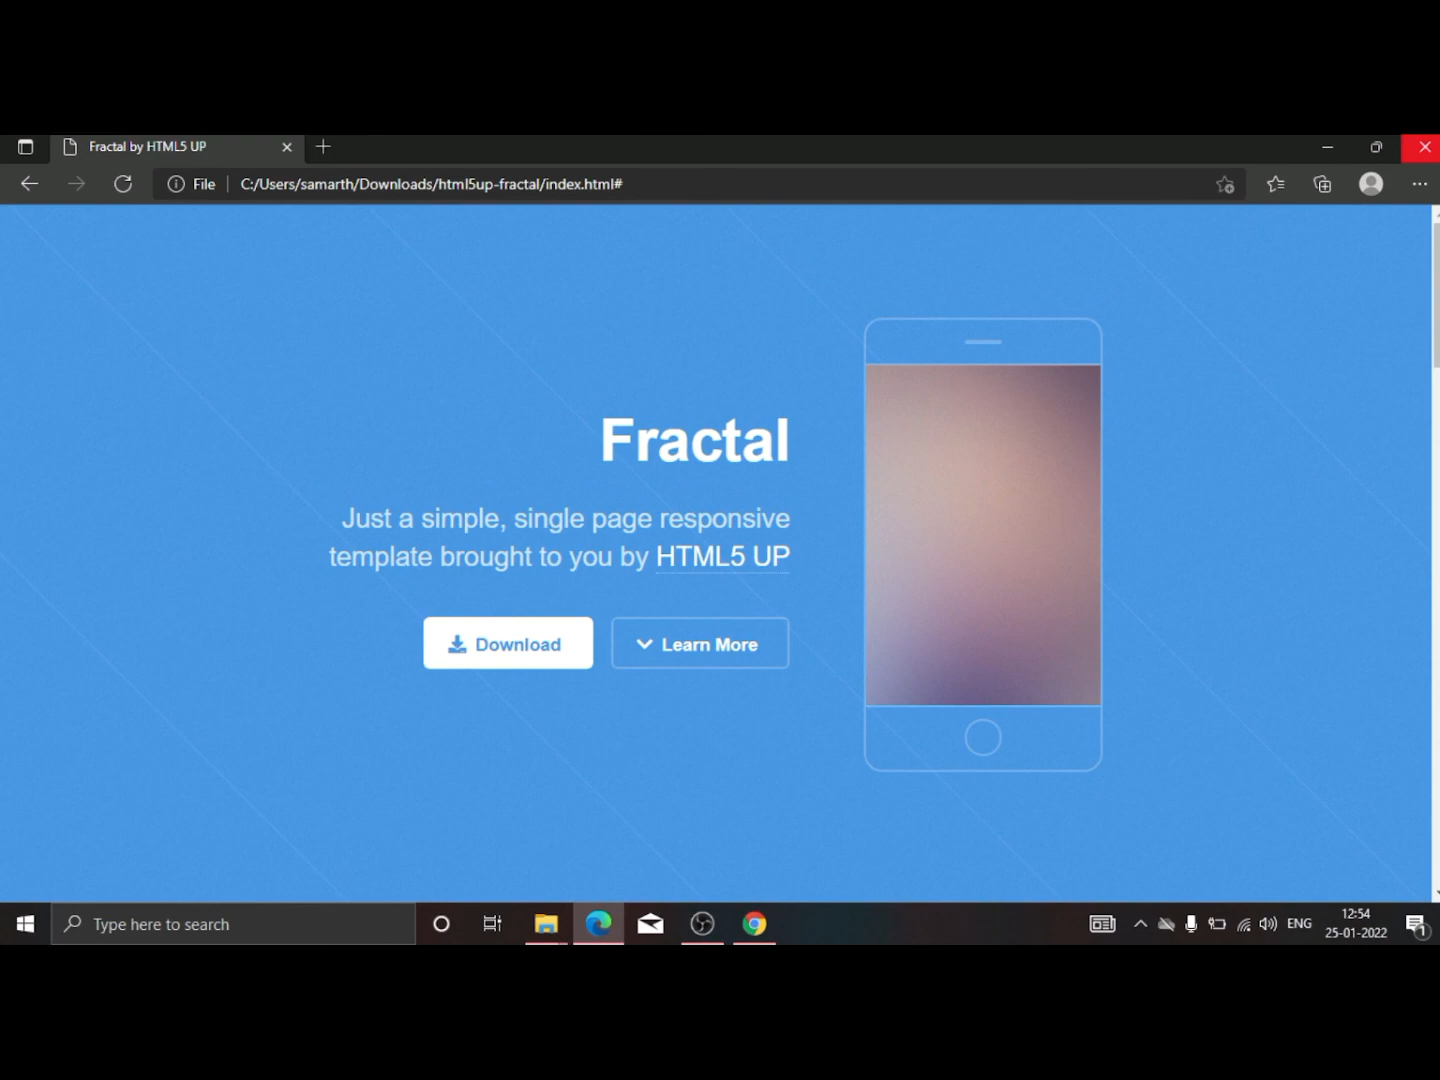 Fractal by HTML5 UP
File
C:/Users/samarth/Downloads/html5up-fractal/index.html#
Fractal
Just a simple, single page responsive
template brought to you by HTML5 UP
Download
Learn More
Type here to search
ENG
12:54
25-01-2022
1